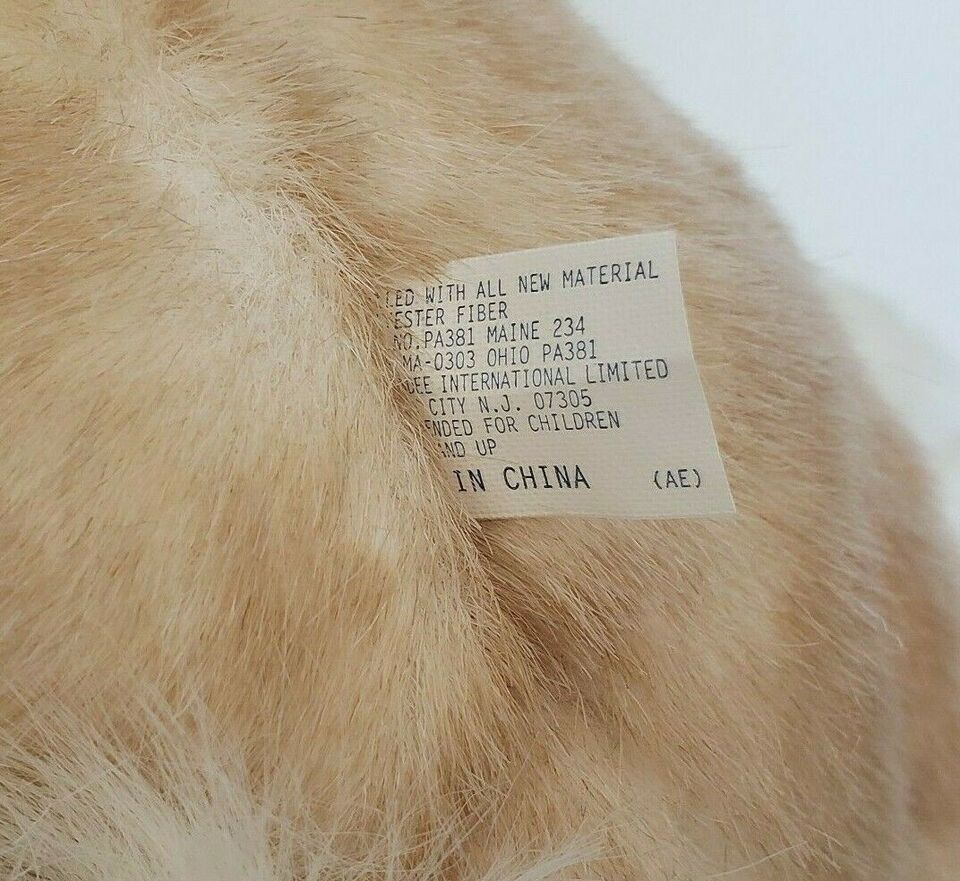 LED WITH ALL NEW MATERIAL
ESTER FIBER
NO.PA381 MAINE 234
MA-0303 OHIO PA381
DEE INTERNATIONAL LIMITED
CITY N.J. 07305
ENDED FOR CHILDREN
AND UP
IN CHINA (AE)